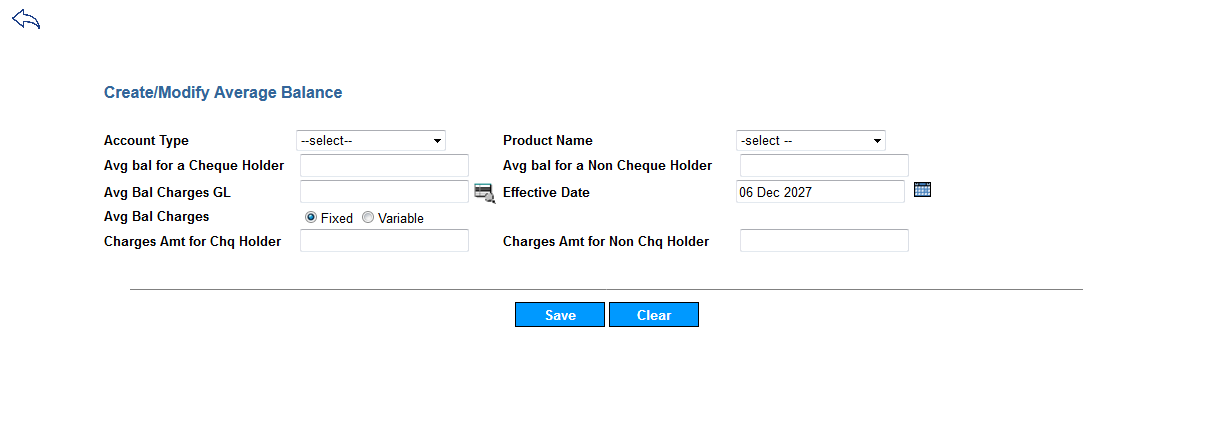 Create/Modify Average Balance
Account Type --select-- Product Name -select --
Avg bal for a Cheque Holder Avg bal for a Non Cheque Holder
Avg Bal Charges GL Effective Date 06 Dec 2027
Avg Bal Charges Fixed Variable
Charges Amt for Chq Holder Charges Amt for Non Chq Holder
Save Clear